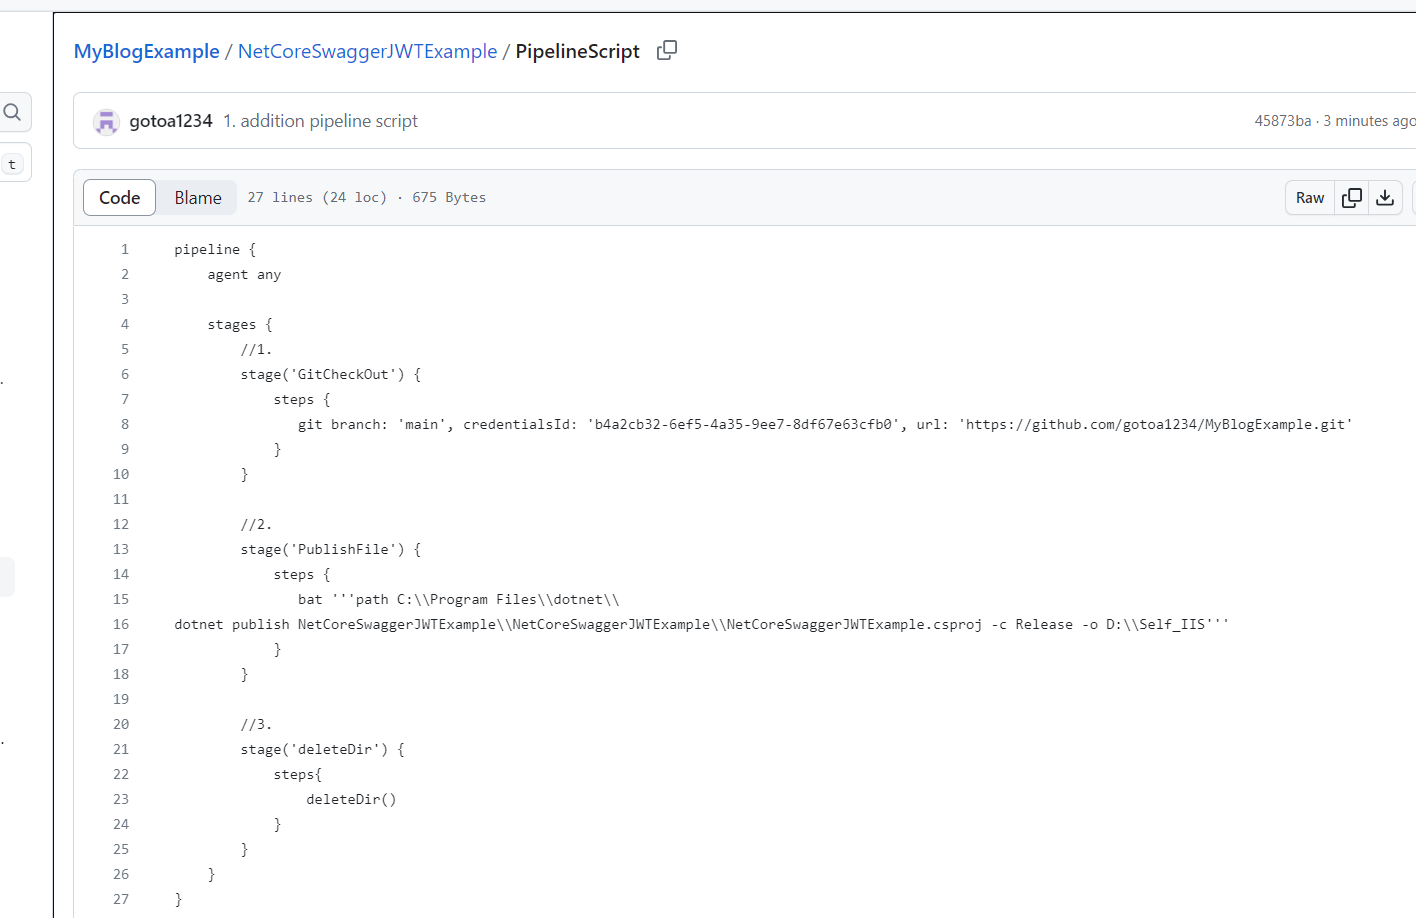 MyBlogExample / NetCoreSwaggerJWTExample / PipelineScript
gotoa1234 1. addition pipeline script 45873ba · 3 minutes ago
t
Code Blame 27 lines (24 loc) · 675 Bytes Raw
1 pipeline {
2     agent any
3
4     stages {
5         //1.
6         stage('GitCheckOut') {
7             steps {
8                git branch: 'main', credentialsId: 'b4a2cb32-6ef5-4a35-9ee7-8df67e63cfb0', url: 'https://github.com/gotoa1234/MyBlogExample.git'
9             }
10         }
11
12         //2.
13         stage('PublishFile') {
14             steps {
15                bat '''path C:\\Program Files\\dotnet\\
16 dotnet publish NetCoreSwaggerJWTExample\\NetCoreSwaggerJWTExample\\NetCoreSwaggerJWTExample.csproj -c Release -o D:\\Self_IIS'''
17             }
18         }
19
20         //3.
21         stage('deleteDir') {
22             steps{
23                 deleteDir()
24             }
25         }
26     }
27 }